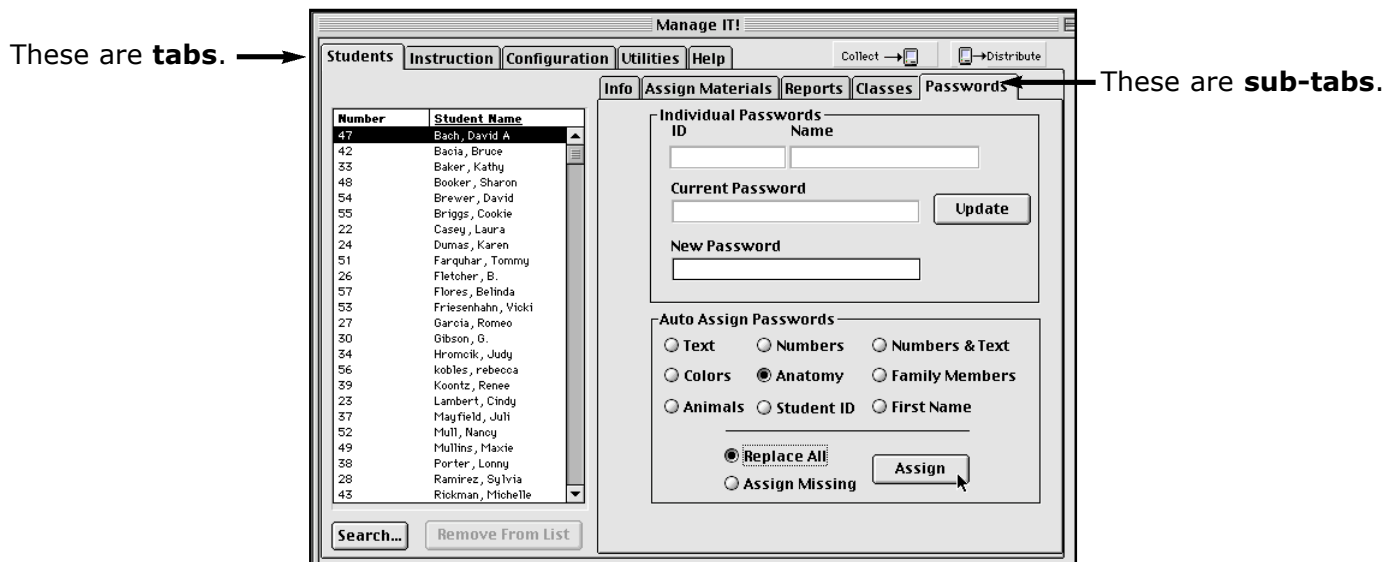 Manage IT!
These are tabs.
Students Instruction Configuration Utilities Help Collect Distribute
Info Assign Materials Reports Classes Passwords
These are sub-tabs.
Number Student Name
47 Bach, David A
42 Bacia, Bruce
33 Baker, Kathy
48 Booker, Sharon
54 Brewer, David
55 Briggs, Cookie
22 Casey, Laura
24 Dumas, Karen
51 Farquhar, Tommy
26 Fletcher, B.
57 Flores, Belinda
53 Friesenhahn, Vicki
27 Garcia, Romeo
30 Gibson, G.
34 Hromcik, Judy
56 kobles, rebecca
39 Koontz, Renee
23 Lambert, Cindy
37 Mayfield, Juli
52 Mull, Nancy
49 Mullins, Maxie
38 Porter, Lonny
28 Ramirez, Sylvia
43 Rickman, Michelle
Search... Remove From List
Individual Passwords
ID Name
Current Password
Update
New Password
Auto Assign Passwords
Text Numbers Numbers & Text
Colors Anatomy Family Members
Animals Student ID First Name
Replace All
Assign
Assign Missing